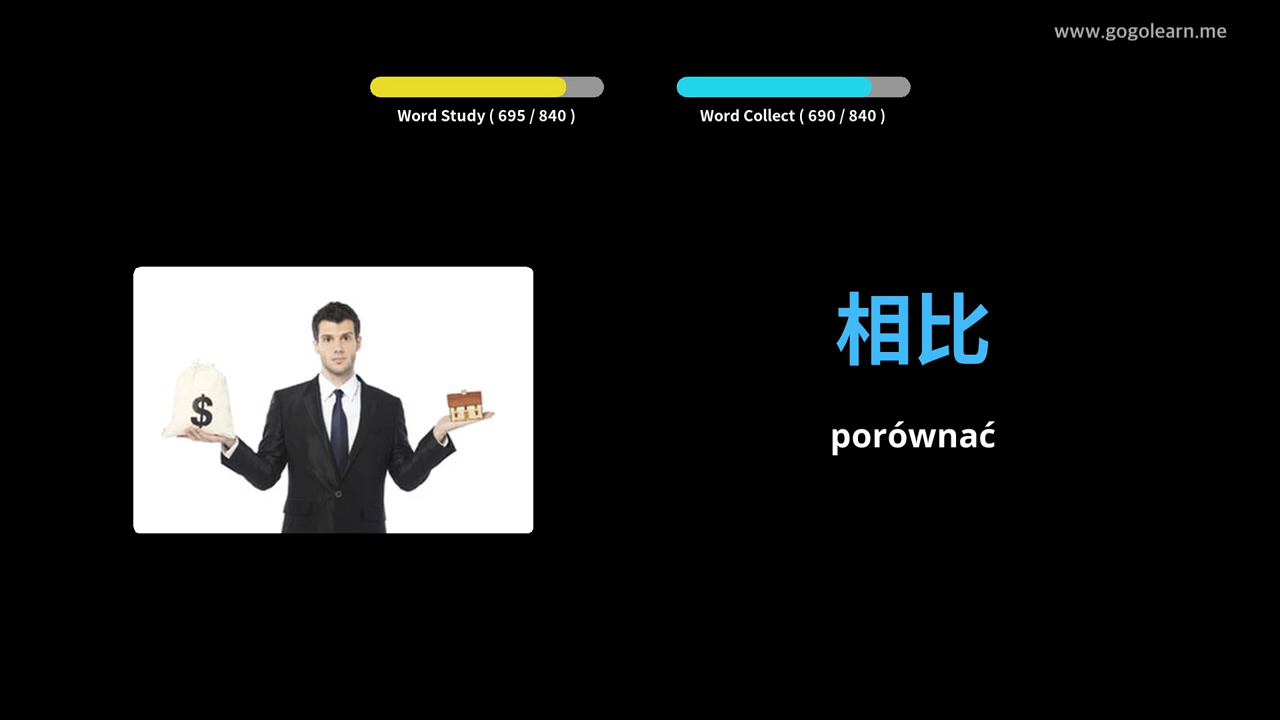 www.gogolearn.me
Word Study ( 695 / 840 )
Word Collect ( 690 / 840 )
$
相比
porównać